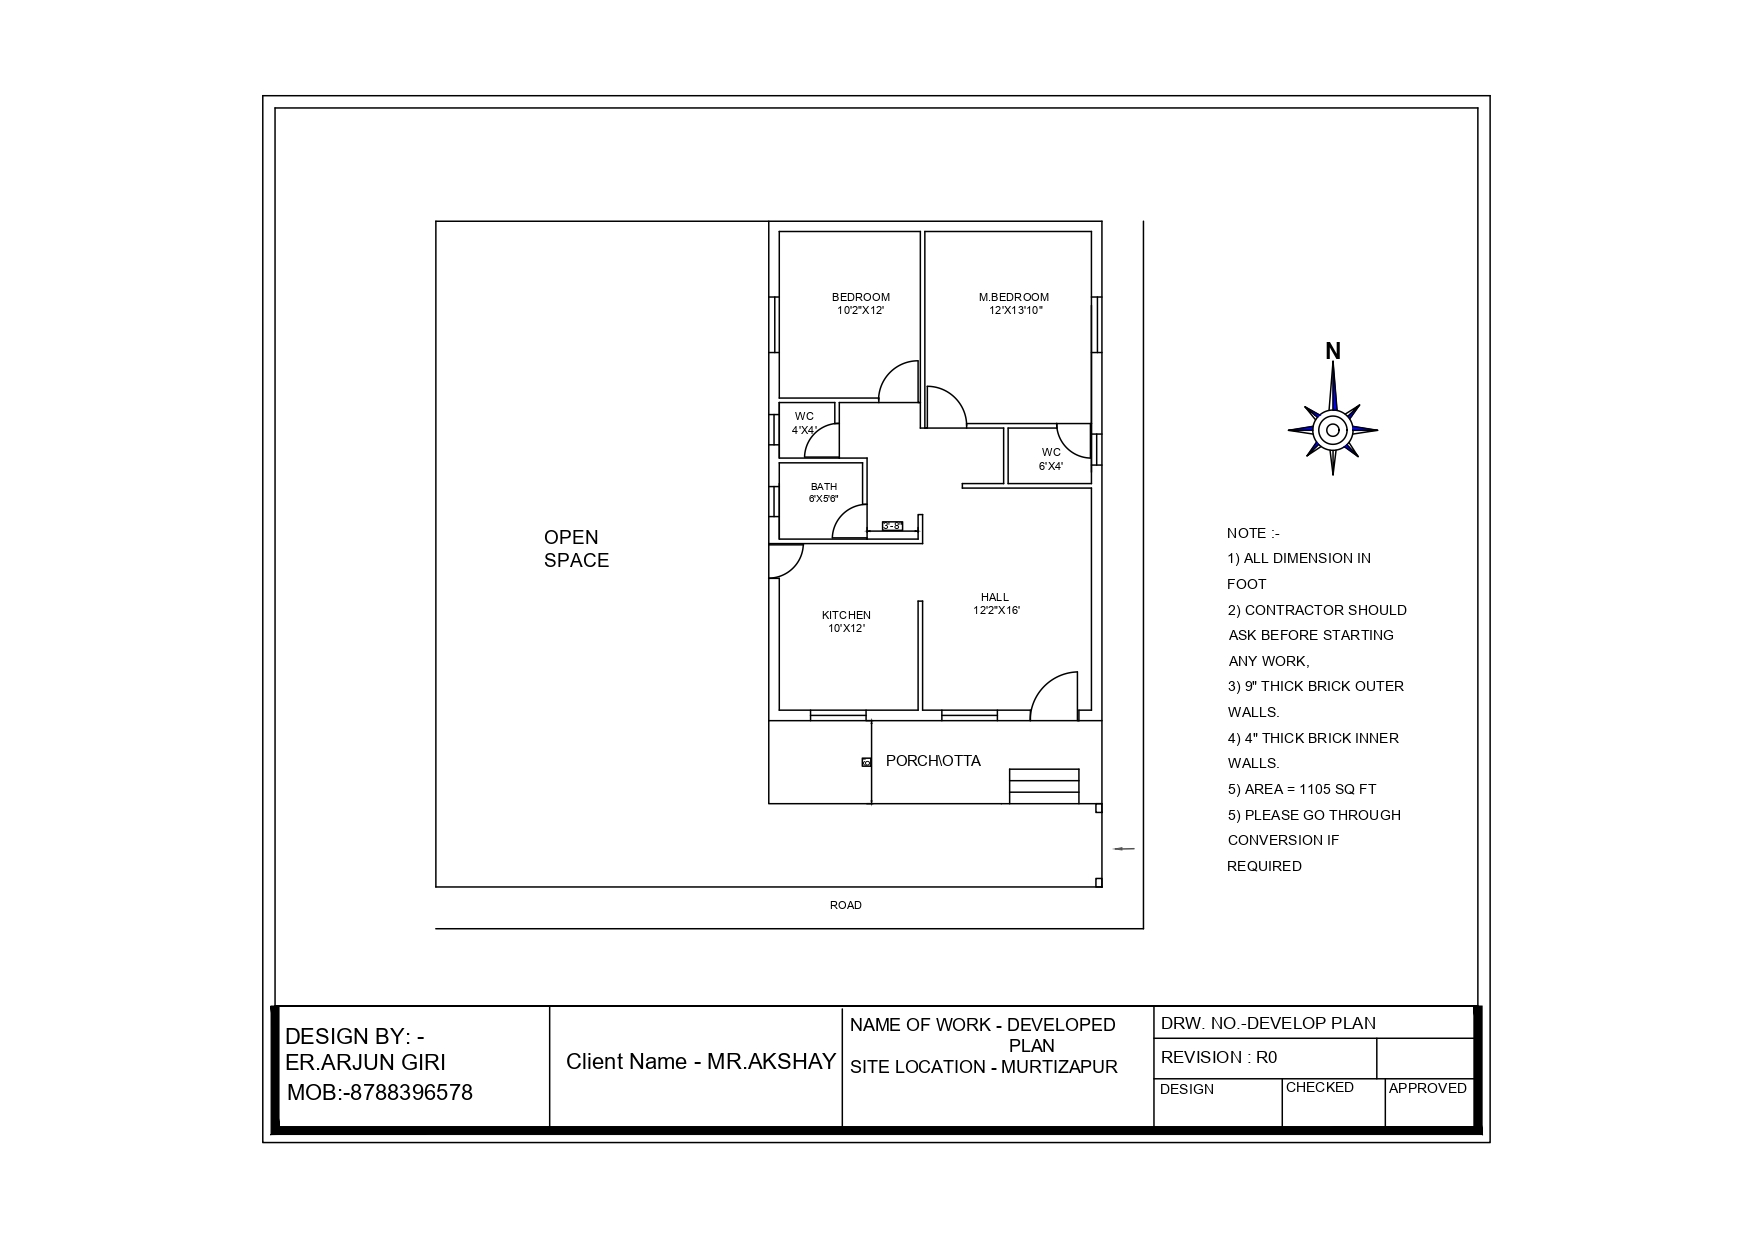 BEDROOM
10'2"X12'
M.BEDROOM
12'X13'10"
WC
4'X4'
WC
6'X4'
BATH
6'X5'6"
3'-8"
KITCHEN
10'X12'
HALL
12'2"X16'
PORCH\OTTA
OPEN
SPACE
ROAD
N
NOTE :-
1) ALL DIMENSION IN
FOOT
2) CONTRACTOR SHOULD
ASK BEFORE STARTING
ANY WORK,
3) 9" THICK BRICK OUTER
WALLS.
4) 4" THICK BRICK INNER
WALLS.
5) AREA = 1105 SQ FT
5) PLEASE GO THROUGH
CONVERSION IF
REQUIRED
DESIGN BY: -
ER.ARJUN GIRI
MOB:-8788396578
Client Name - MR.AKSHAY
NAME OF WORK - DEVELOPED
PLAN
SITE LOCATION - MURTIZAPUR
DRW. NO.-DEVELOP PLAN
REVISION : R0
DESIGN
CHECKED
APPROVED